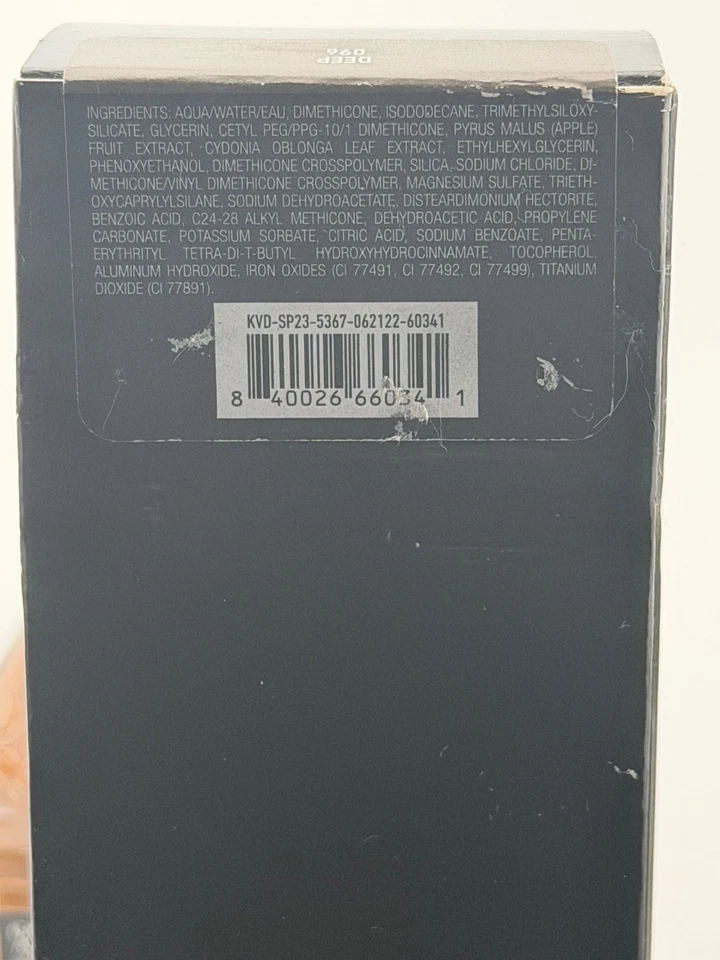 DEEP
096
INGREDIENTS: AQUA/WATER/EAU, DIMETHICONE, ISODODECANE, TRIMETHYLSILOXY-
SILICATE, GLYCERIN, CETYL PEG/PPG-10/1 DIMETHICONE, PYRUS MALUS (APPLE)
FRUIT EXTRACT, CYDONIA OBLONGA LEAF EXTRACT, ETHYLHEXYLGLYCERIN,
PHENOXYETHANOL, DIMETHICONE CROSSPOLYMER, SILICA, SODIUM CHLORIDE, DI-
METHICONE/VINYL DIMETHICONE CROSSPOLYMER, MAGNESIUM SULFATE, TRIETH-
OXYCAPRYLYLSILANE, SODIUM DEHYDROACETATE, DISTEARDIMONIUM HECTORITE,
BENZOIC ACID, C24-28 ALKYL METHICONE, DEHYDROACETIC ACID, PROPYLENE
CARBONATE, POTASSIUM SORBATE, CITRIC ACID, SODIUM BENZOATE, PENTA-
ERYTHRITYL TETRA-DI-T-BUTYL HYDROXYHYDROCINNAMATE, TOCOPHEROL,
ALUMINUM HYDROXIDE, IRON OXIDES (CI 77491, CI 77492, CI 77499), TITANIUM
DIOXIDE (CI 77891).
KVD-SP23-5367-062122-60341
8 40026 66034 1